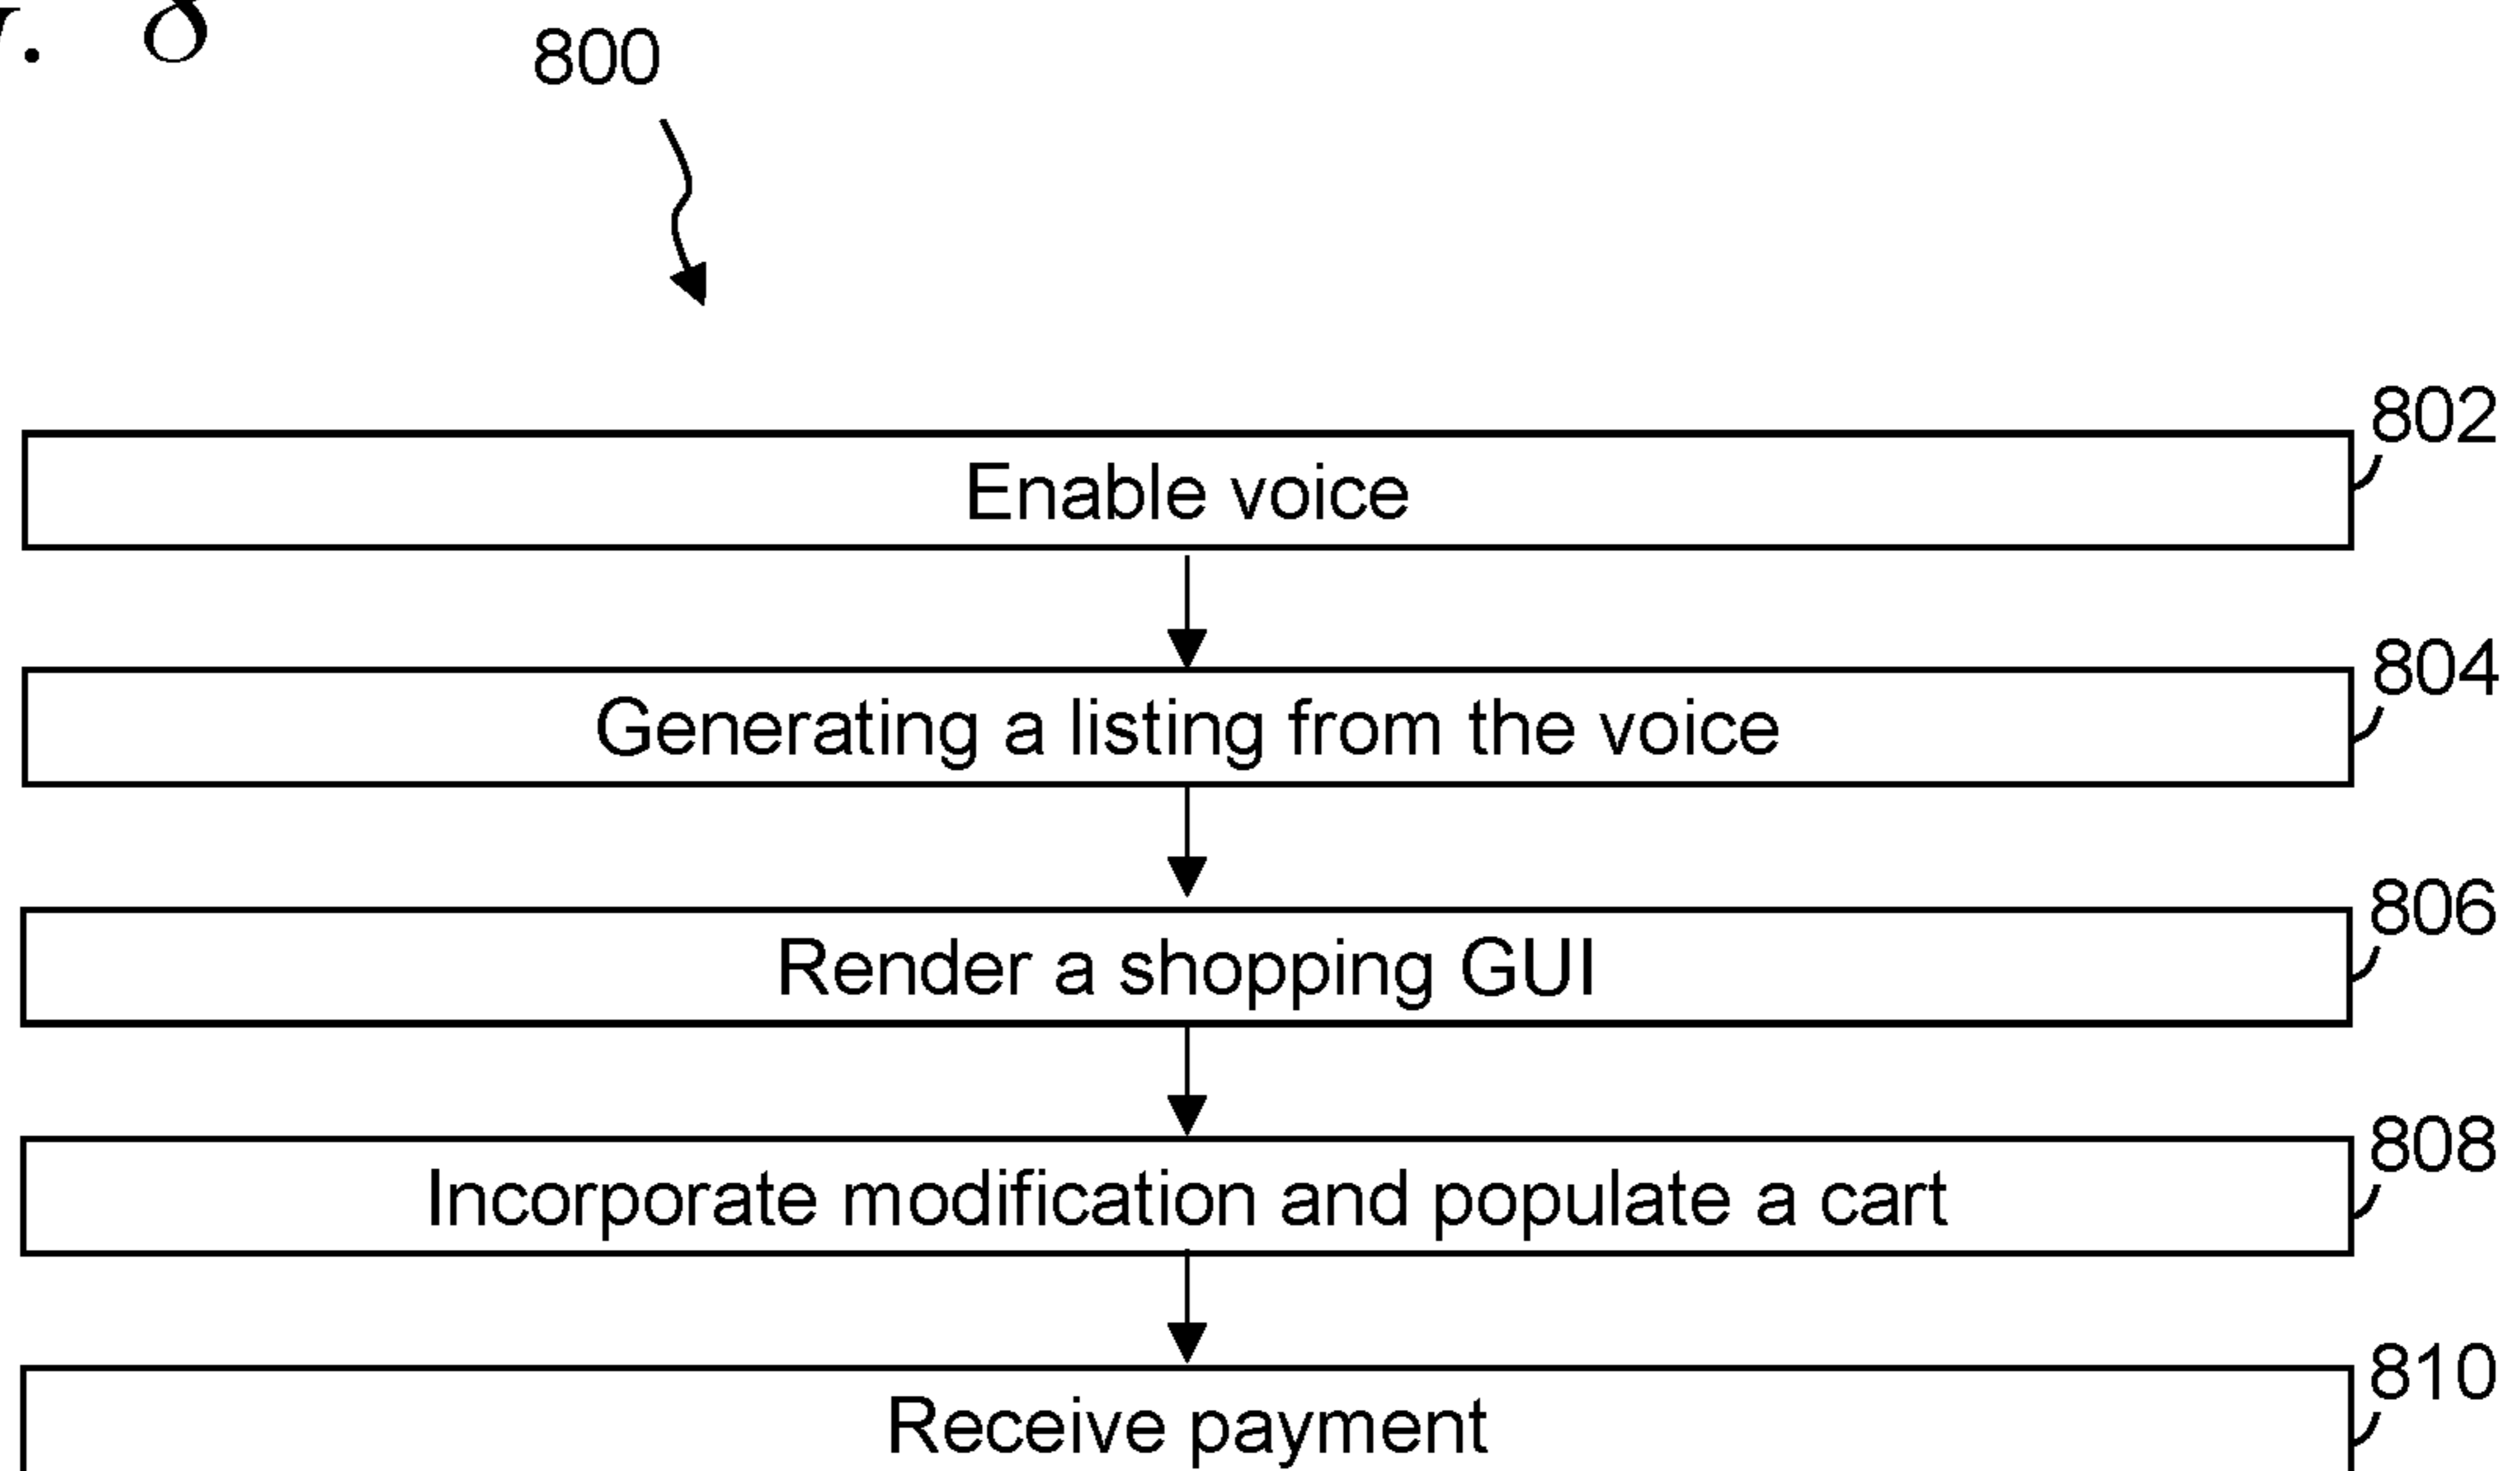 8
800
802
Enable voice
804
Generating a listing from the voice
806
Render a shopping GUI
808
Incorporate modification and populate a cart
810
Receive payment